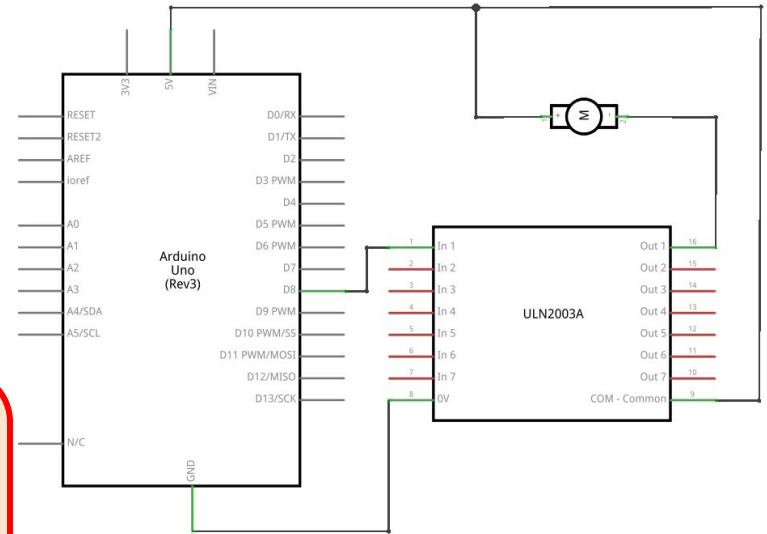 3V3
5V
VIN
RESET
RESET2
AREF
ioref
A0
A1
A2
A3
A4/SDA
A5/SCL
N/C
Arduino
Uno
(Rev3)
D0/RX
D1/TX
D2
D3 PWM
D4
D5 PWM
D6 PWM
D7
D8
D9 PWM
D10 PWM/SS
D11 PWM/MOSI
D12/MISO
D13/SCK
GND
1
+
M
-
2
1 In 1
2 In 2
3 In 3
4 In 4
5 In 5
6 In 6
7 In 7
8 0V
ULN2003A
Out 1 16
Out 2 15
Out 3 14
Out 4 13
Out 5 12
Out 6 11
Out 7 10
COM - Common 9